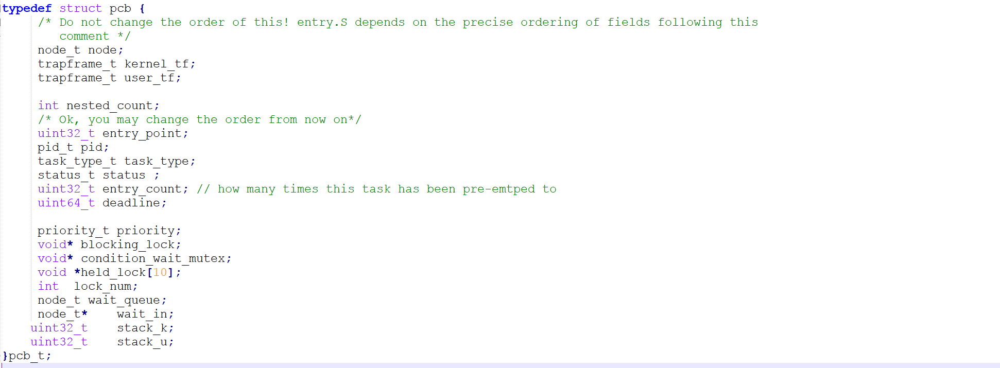 typedef struct pcb {
/* Do not change the order of this! entry.S depends on the precise ordering of fields following this
comment */
node_t node;
trapframe_t kernel_tf;
trapframe_t user_tf;
int nested_count;
/* Ok, you may change the order from now on*/
uint32_t entry_point;
pid_t pid;
task_type_t task_type;
status_t status ;
uint32_t entry_count; // how many times this task has been pre-emtped to
uint64_t deadline;
priority_t priority;
void* blocking_lock;
void* condition_wait_mutex;
void *held_lock[10];
int  lock_num;
node_t wait_queue;
node_t*    wait_in;
uint32_t    stack_k;
uint32_t    stack_u;
}pcb_t;